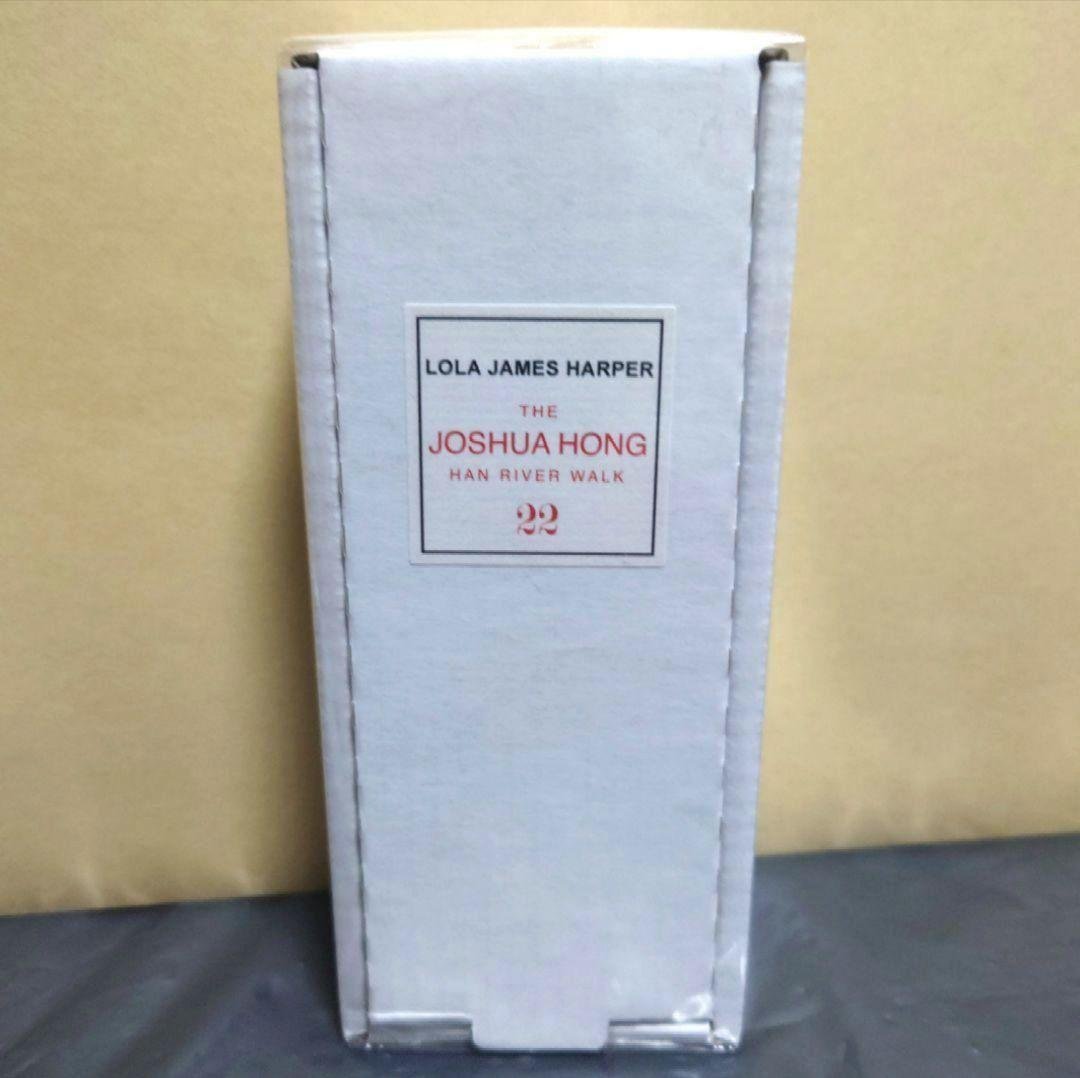 LOLA JAMES HARPER
THE
JOSHUA HONG
HAN RIVER WALK
22